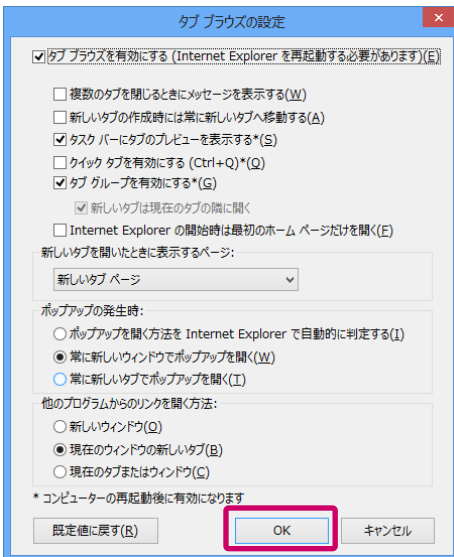 タブ ブラウズの設定
タブ ブラウズを有効にする (Internet Explorer を再起動する必要があります)(E)
複数のタブを閉じるときにメッセージを表示する(W)
新しいタブの作成時には常に新しいタブへ移動する(A)
タスク バーにタブのプレビューを表示する*(S)
クイック タブを有効にする (Ctrl+Q)*(Q)
タブ グループを有効にする*(G)
新しいタブは現在のタブの隣に開く
Internet Explorer の開始時は最初のホーム ページだけを開く(F)
新しいタブを開いたときに表示するページ:
新しいタブ ページ
ポップアップの発生時:
ポップアップを開く方法を Internet Explorer で自動的に判定する(I)
常に新しいウィンドウでポップアップを開く(W)
常に新しいタブでポップアップを開く(T)
他のプログラムからのリンクを開く方法:
新しいウィンドウ(O)
現在のウィンドウの新しいタブ(B)
現在のタブまたはウィンドウ(C)
* コンピューターの再起動後に有効になります
既定値に戻す(R) OK キャンセル